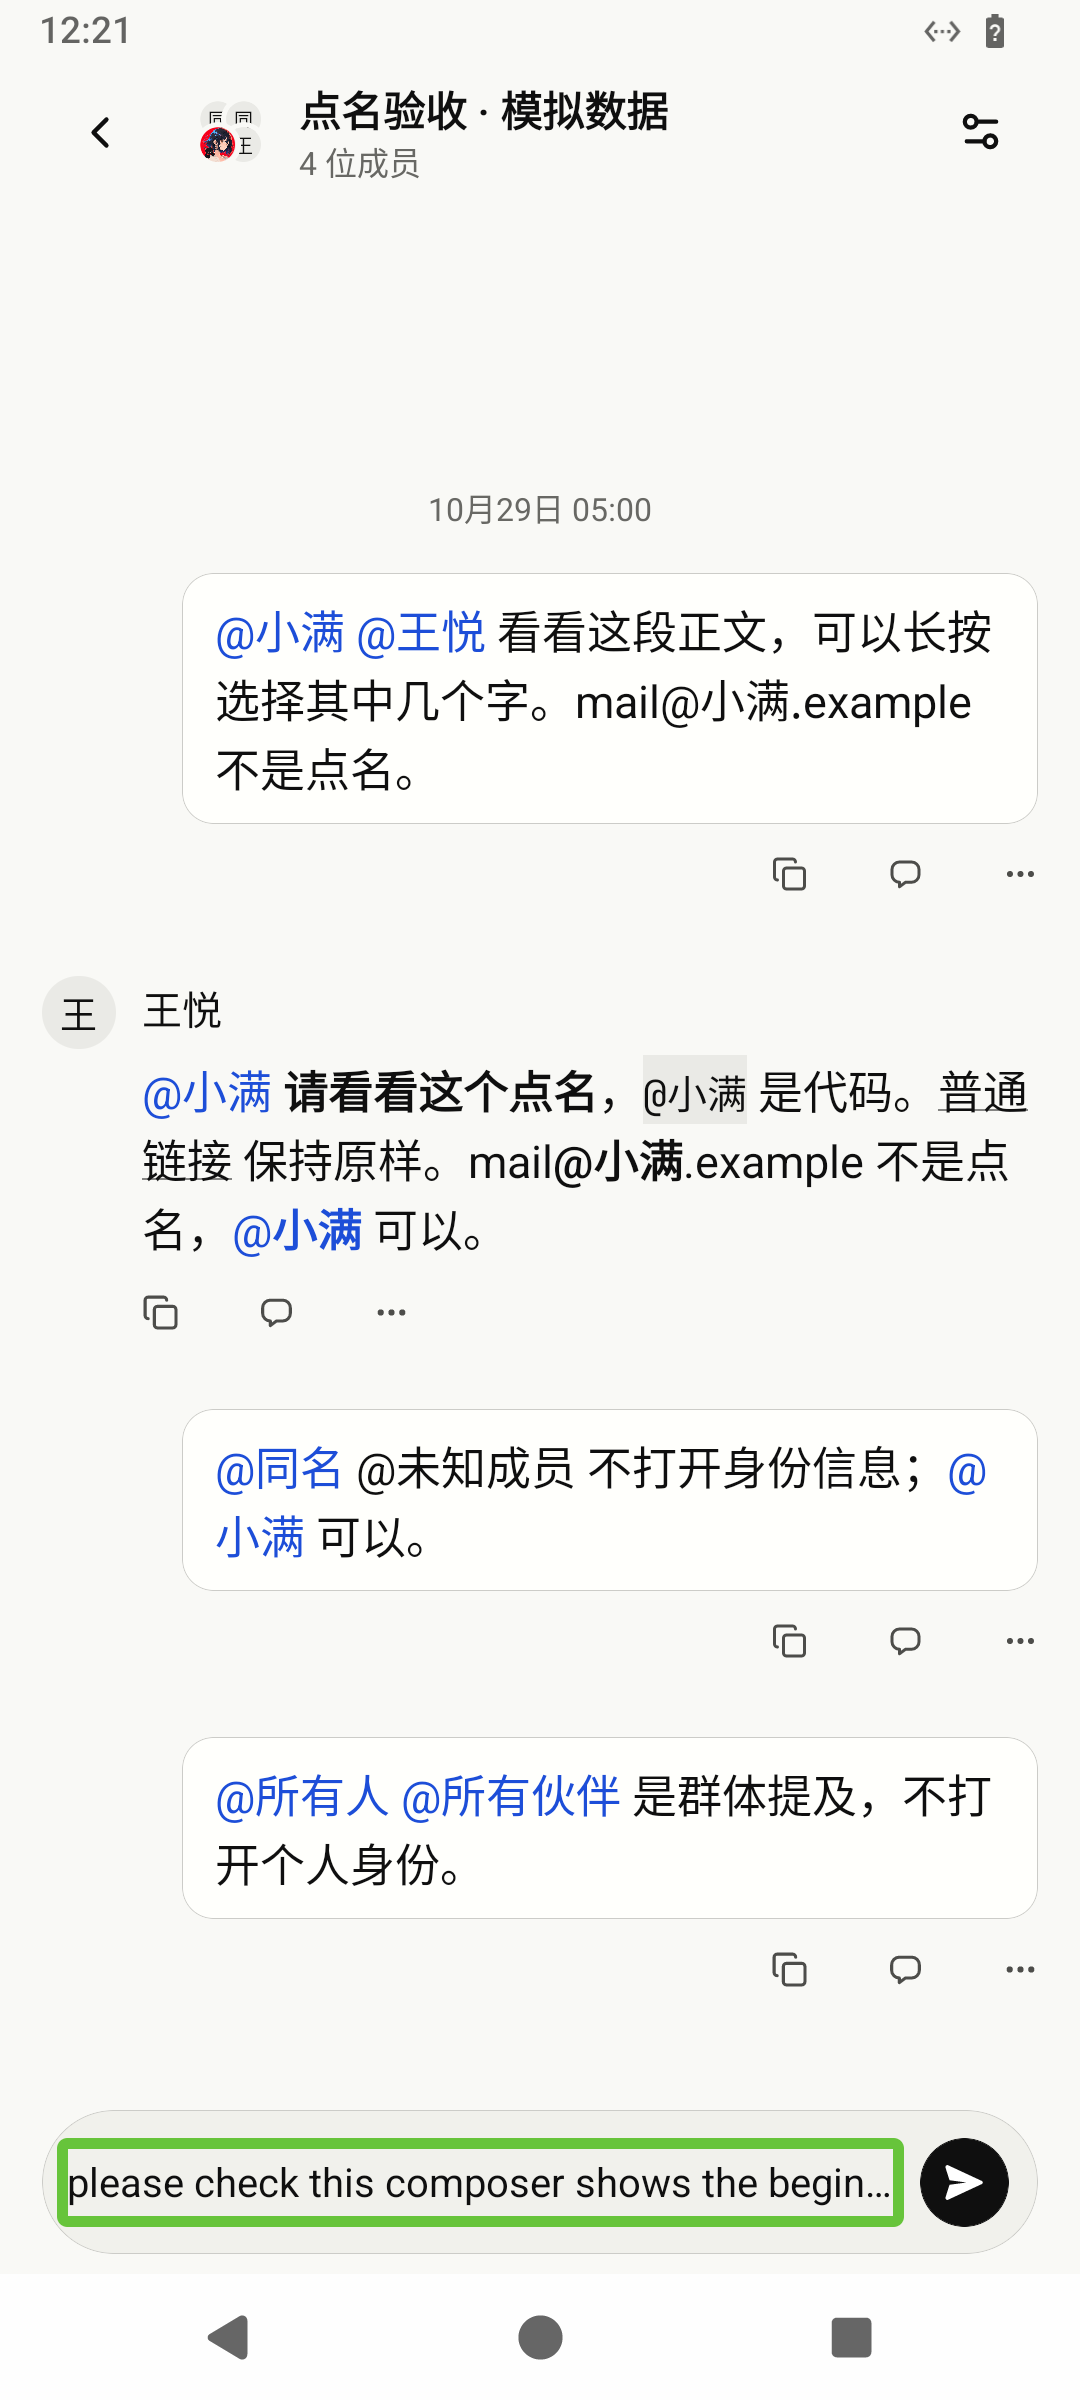 12:21
点名验收 · 模拟数据
4 位成员
10月29日 05:00
@小满 @王悦 看看这段正文，可以长按
选择其中几个字。mail@小满.example
不是点名。
王 王悦
@小满 请看看这个点名，@小满 是代码。普通
链接 保持原样。mail@小满.example 不是点
名，@小满 可以。
@同名 @未知成员 不打开身份信息；@
小满 可以。
@所有人 @所有伙伴 是群体提及，不打
开个人身份。
please check this composer shows the begin…